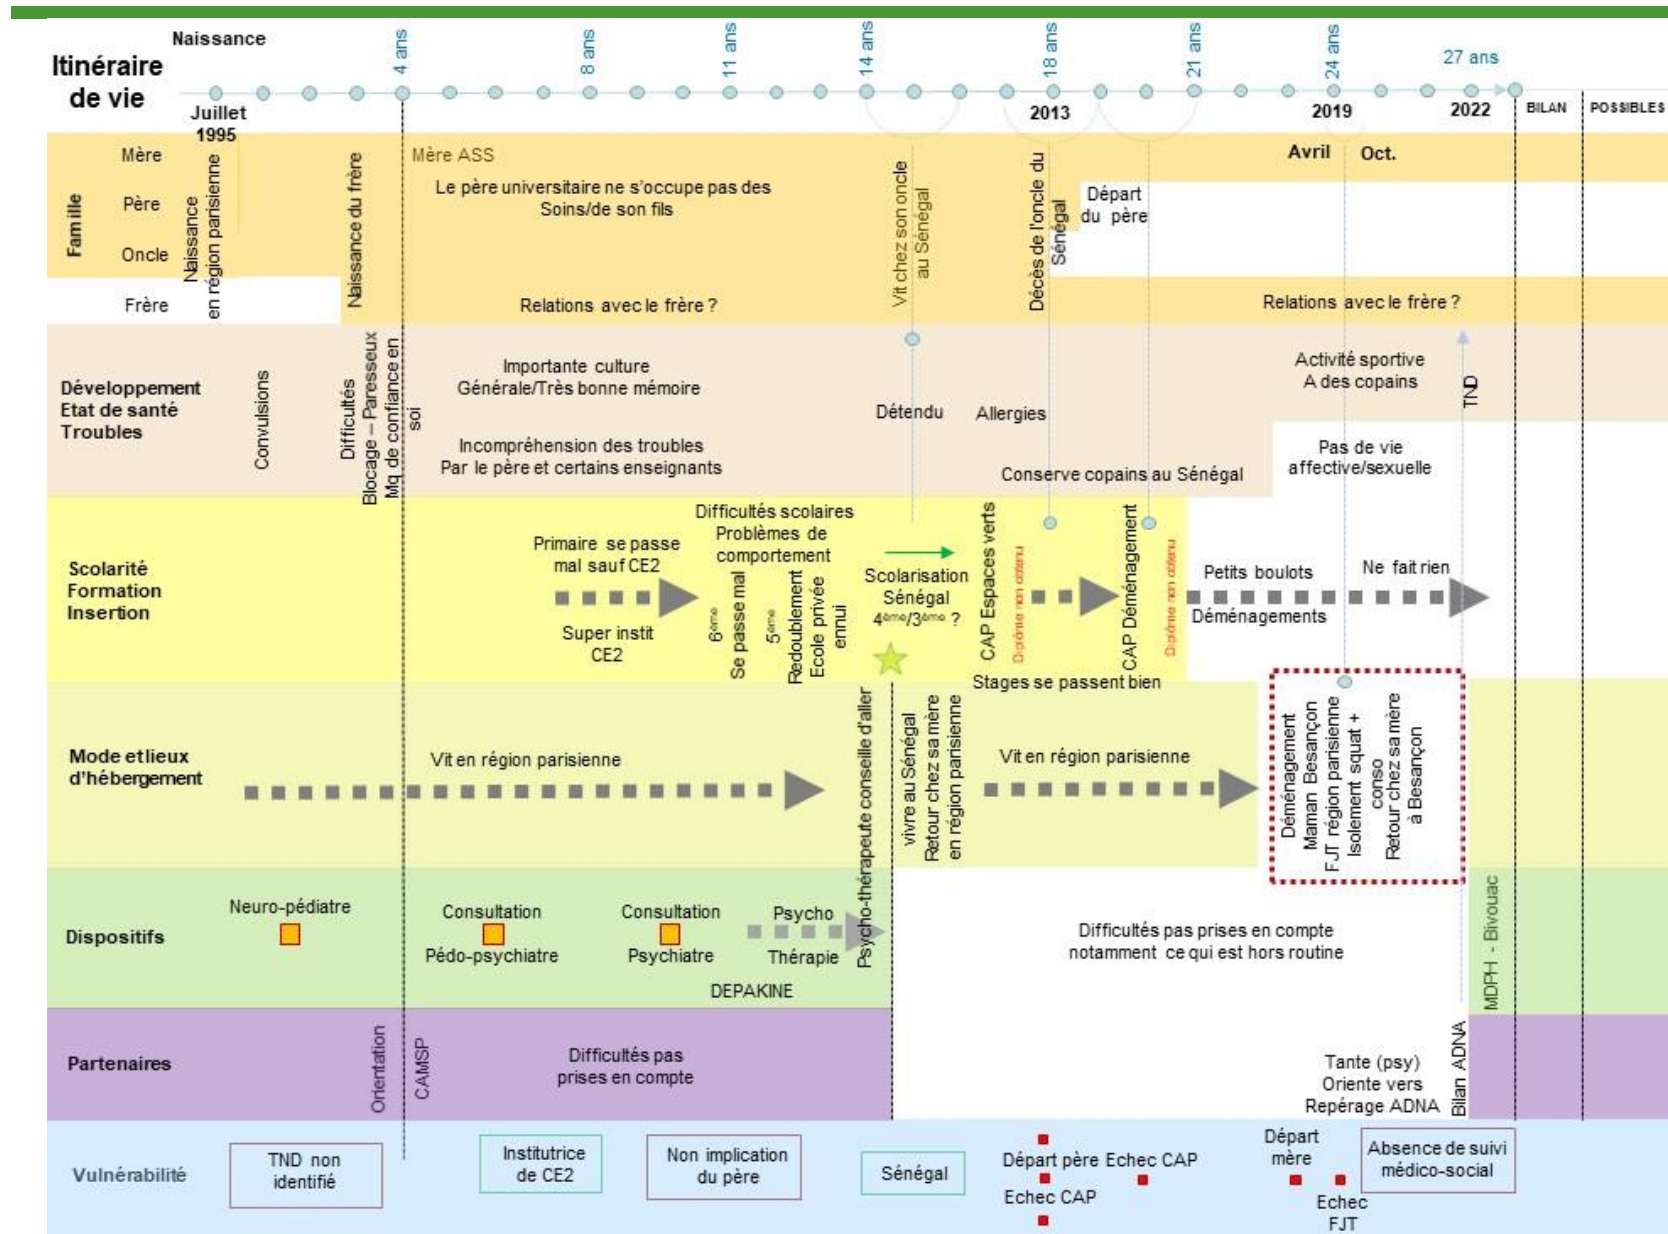 Itinéraire
de vie
Naissance
4 ans
8 ans
11 ans
14 ans
18 ans
21 ans
24 ans
27 ans
Juillet
1995
2013
2019
2022
BILAN
POSSIBLES
Famille
Mère
Père
Oncle
Frère
Naissance
en région parisienne
Naissance du frère
Mère ASS
Le père universitaire ne s'occupe pas des
Soins/de son fils
Relations avec le frère ?
Vit chez son oncle
au Sénégal
Décès de l'oncle du
Sénégal
Départ
du père
Avril
Oct.
Relations avec le frère ?
Développement
Etat de santé
Troubles
Convulsions
Difficultés
Blocage – Paresseux
Mq de confiance en
soi
Importante culture
Générale/Très bonne mémoire
Incompréhension des troubles
Par le père et certains enseignants
Détendu
Allergies
Conserve copains au Sénégal
Activité sportive
A des copains
Pas de vie
affective/sexuelle
TND
Scolarité
Formation
Insertion
Primaire se passe
mal sauf CE2
Super instit
CE2
Difficultés scolaires
Problèmes de
comportement
6ème
Se passe mal
5ème
Redoublement
Ecole privée
ennui
Scolarisation
Sénégal
4ème/3ème ?
CAP Espaces verts
Diplôme non obtenu
CAP Déménagement
Diplôme non obtenu
Stages se passent bien
Petits boulots
Déménagements
Ne fait rien
Mode et lieux
d'hébergement
Vit en région parisienne
Psycho-thérapeute conseille d'aller
vivre au Sénégal
Retour chez sa mère
en région parisienne
Vit en région parisienne
Déménagement
Maman Besançon
FJT région parisienne
Isolement squat +
conso
Retour chez sa mère
à Besançon
Dispositifs
Neuro-pédiatre
Consultation
Pédo-psychiatre
Consultation
Psychiatre
Psycho
Thérapie
DEPAKINE
Difficultés pas prises en compte
notamment ce qui est hors routine
MDPH - Bivouac
Partenaires
Orientation
CAMSP
Difficultés pas
prises en compte
Tante (psy)
Oriente vers
Repérage ADNA
Bilan ADNA
Vulnérabilité
TND non
identifié
Institutrice
de CE2
Non implication
du père
Sénégal
Départ père
Echec CAP
Echec CAP
Départ
mère
Echec
FJT
Absence de suivi
médico-social